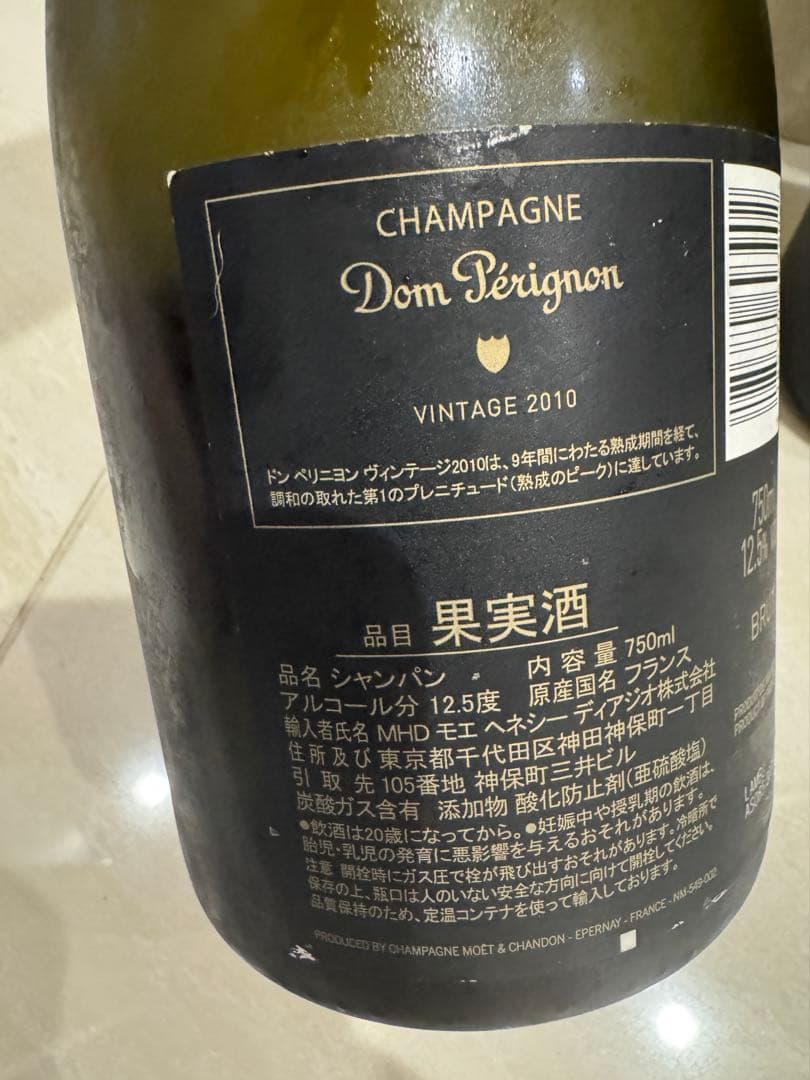 CHAMPAGNE
Dom Pérignon
VINTAGE 2010
ドン ペリニヨン ヴィンテージ2010は、9年間にわたる熟成期間を経て、
調和の取れた第1のプレニチュード（熟成のピーク）に達しています。
750ml
12.5%
品目 果実酒
品名 シャンパン 内容量 750ml
アルコール分 12.5度 原産国名 フランス
輸入者氏名 MHD モエ ヘネシー ディアジオ株式会社
住所及び 東京都千代田区神田神保町一丁目
引取先 105番地 神保町三井ビル
炭酸ガス含有 添加物 酸化防止剤（亜硫酸塩）
●飲酒は20歳になってから。●妊娠中や授乳期の飲酒は、
胎児・乳児の発育に悪影響を与えるおそれがあります。
注意 開栓時にガス圧で栓が飛び出すおそれがあります。冷暗所で
保存の上、瓶口は人のいない安全な方向に向けて開栓してください。
品質保持のため、定温コンテナを使って輸入しております。
PRODUCED BY CHAMPAGNE MOËT & CHANDON - EPERNAY - FRANCE - NM-549-002